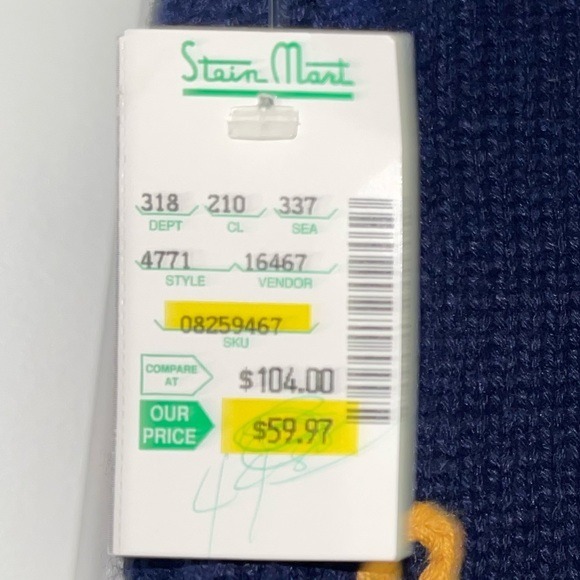 Stein Mart
318 210 337
DEPT CL SEA
4771 16467
STYLE VENDOR
08259467
SKU
COMPARE AT $104.00
OUR PRICE $59.97